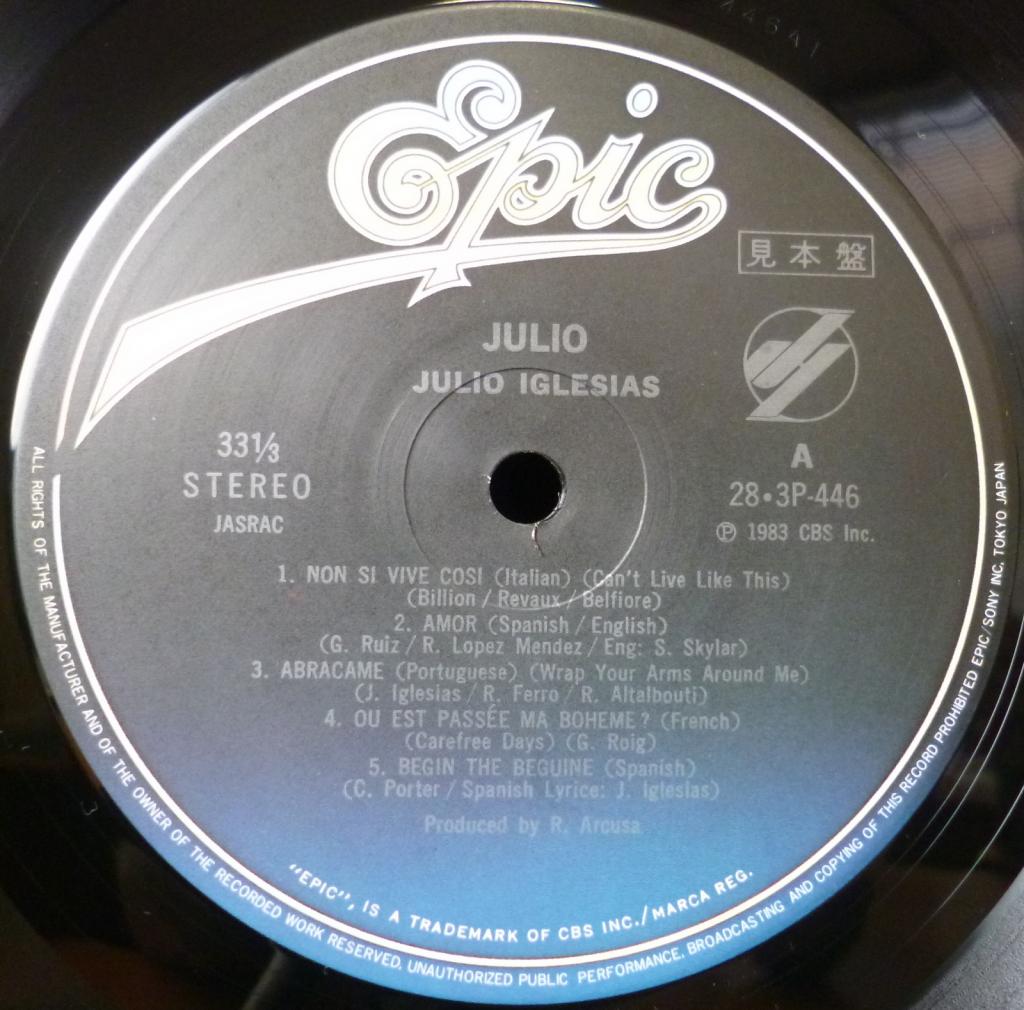 Epic
見本盤
JULIO
JULIO IGLESIAS
33⅓
STEREO
JASRAC
A
28・3P-446
Ⓟ 1983 CBS Inc.
1. NON SI VIVE COSI (Italian) (Can't Live Like This)
(Billion / Revaux / Belfiore)
2. AMOR (Spanish / English)
(G. Ruiz / R. Lopez Mendez / Eng: S. Skylar)
3. ABRACAME (Portuguese) (Wrap Your Arms Around Me)
(J. Iglesias / R. Ferro / R. Altalbouti)
4. OU EST PASSÉE MA BOHEME? (French)
(Carefree Days) (G. Roig)
5. BEGIN THE BEGUINE (Spanish)
(C. Porter / Spanish Lyrice: J. Iglesias)
Produced by R. Arcusa
"EPIC", IS A TRADEMARK OF CBS INC./MARCA REG.
ALL RIGHTS OF THE MANUFACTURER AND OF THE OWNER OF THE RECORDED WORK RESERVED. UNAUTHORIZED PUBLIC PERFORMANCE. BROADCASTING AND COPYING OF THIS RECORD PROHIBITED EPIC/SONY INC. TOKYO JAPAN